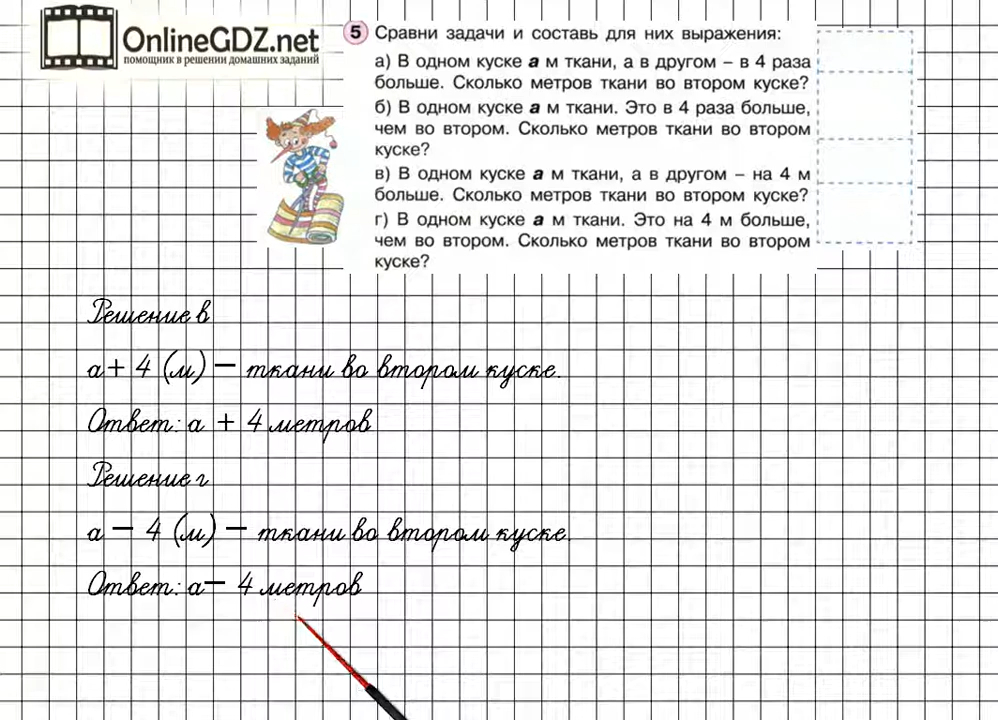 OnlineGDZ.net
помощник в решении домашних заданий
5 Сравни задачи и составь для них выражения:
а) В одном куске а м ткани, а в другом – в 4 раза
больше. Сколько метров ткани во втором куске?
б) В одном куске а м ткани. Это в 4 раза больше,
чем во втором. Сколько метров ткани во втором
куске?
в) В одном куске а м ткани, а в другом – на 4 м
больше. Сколько метров ткани во втором куске?
г) В одном куске а м ткани. Это на 4 м больше,
чем во втором. Сколько метров ткани во втором
куске?
Решение в
а + 4 (м) – ткани во втором куске.
Ответ: а + 4 метров
Решение г
а – 4 (м) – ткани во втором куске.
Ответ: а – 4 метров